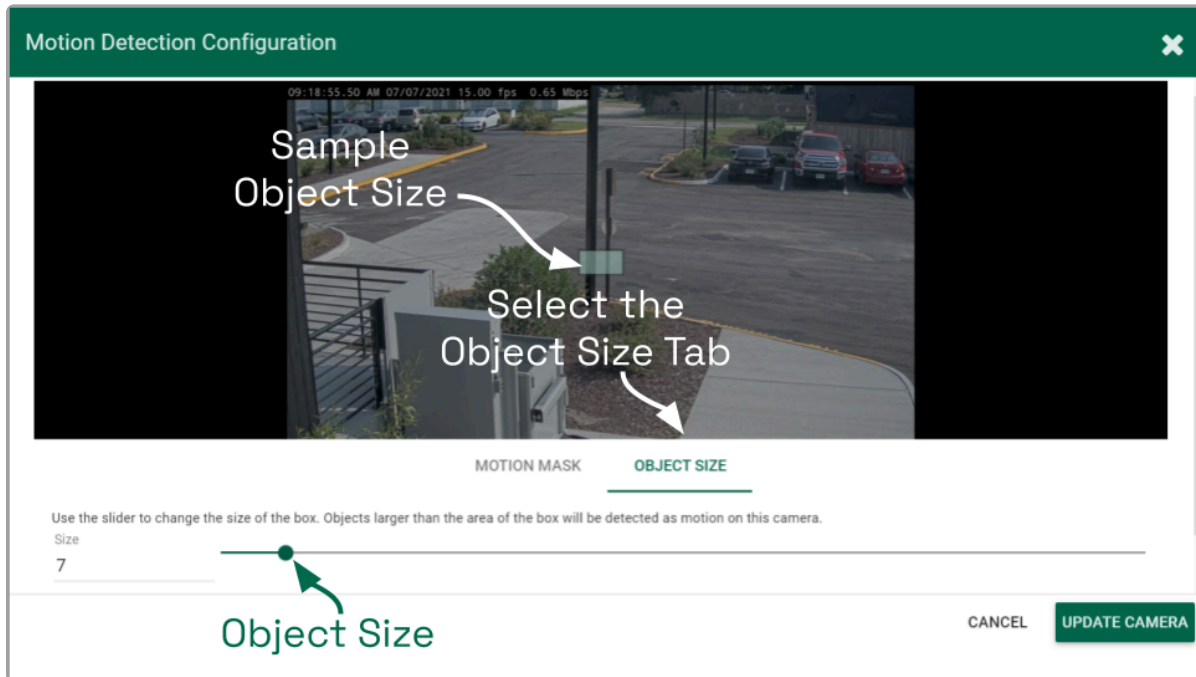 Motion Detection Configuration
09:18:55.50 AM 07/07/2021 15.00 fps 0.65 Mbps
Sample
Object Size
Select the
Object Size Tab
MOTION MASK
OBJECT SIZE
Use the slider to change the size of the box. Objects larger than the area of the box will be detected as motion on this camera.
Size
7
Object Size
CANCEL
UPDATE CAMERA